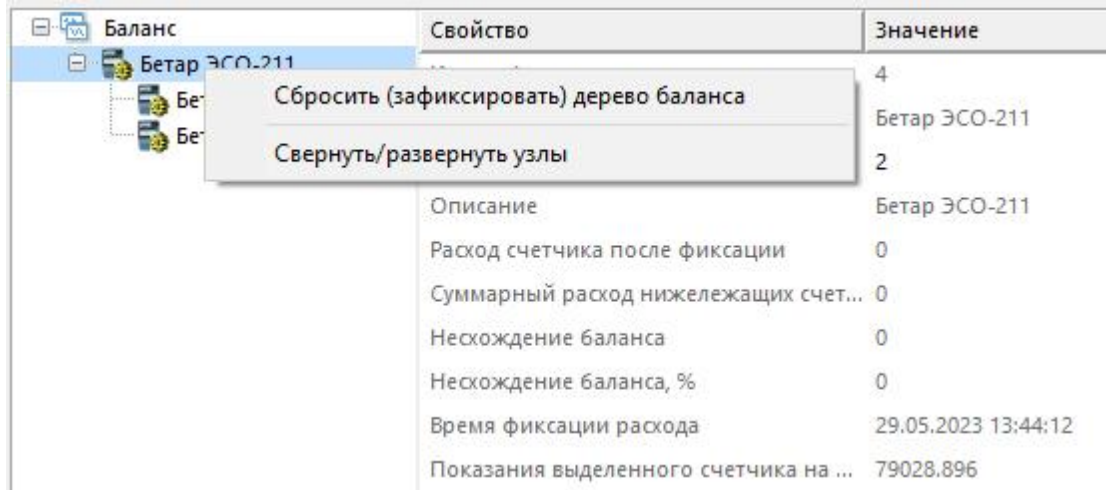 Баланс
Бетар ЭСО-211
Бе
Бе
Сбросить (зафиксировать) дерево баланса
Свернуть/развернуть узлы
Свойство Значение
4
Бетар ЭСО-211
2
Описание Бетар ЭСО-211
Расход счетчика после фиксации 0
Суммарный расход нижележащих счет... 0
Несхождение баланса 0
Несхождение баланса, % 0
Время фиксации расхода 29.05.2023 13:44:12
Показания выделенного счетчика на ... 79028.896